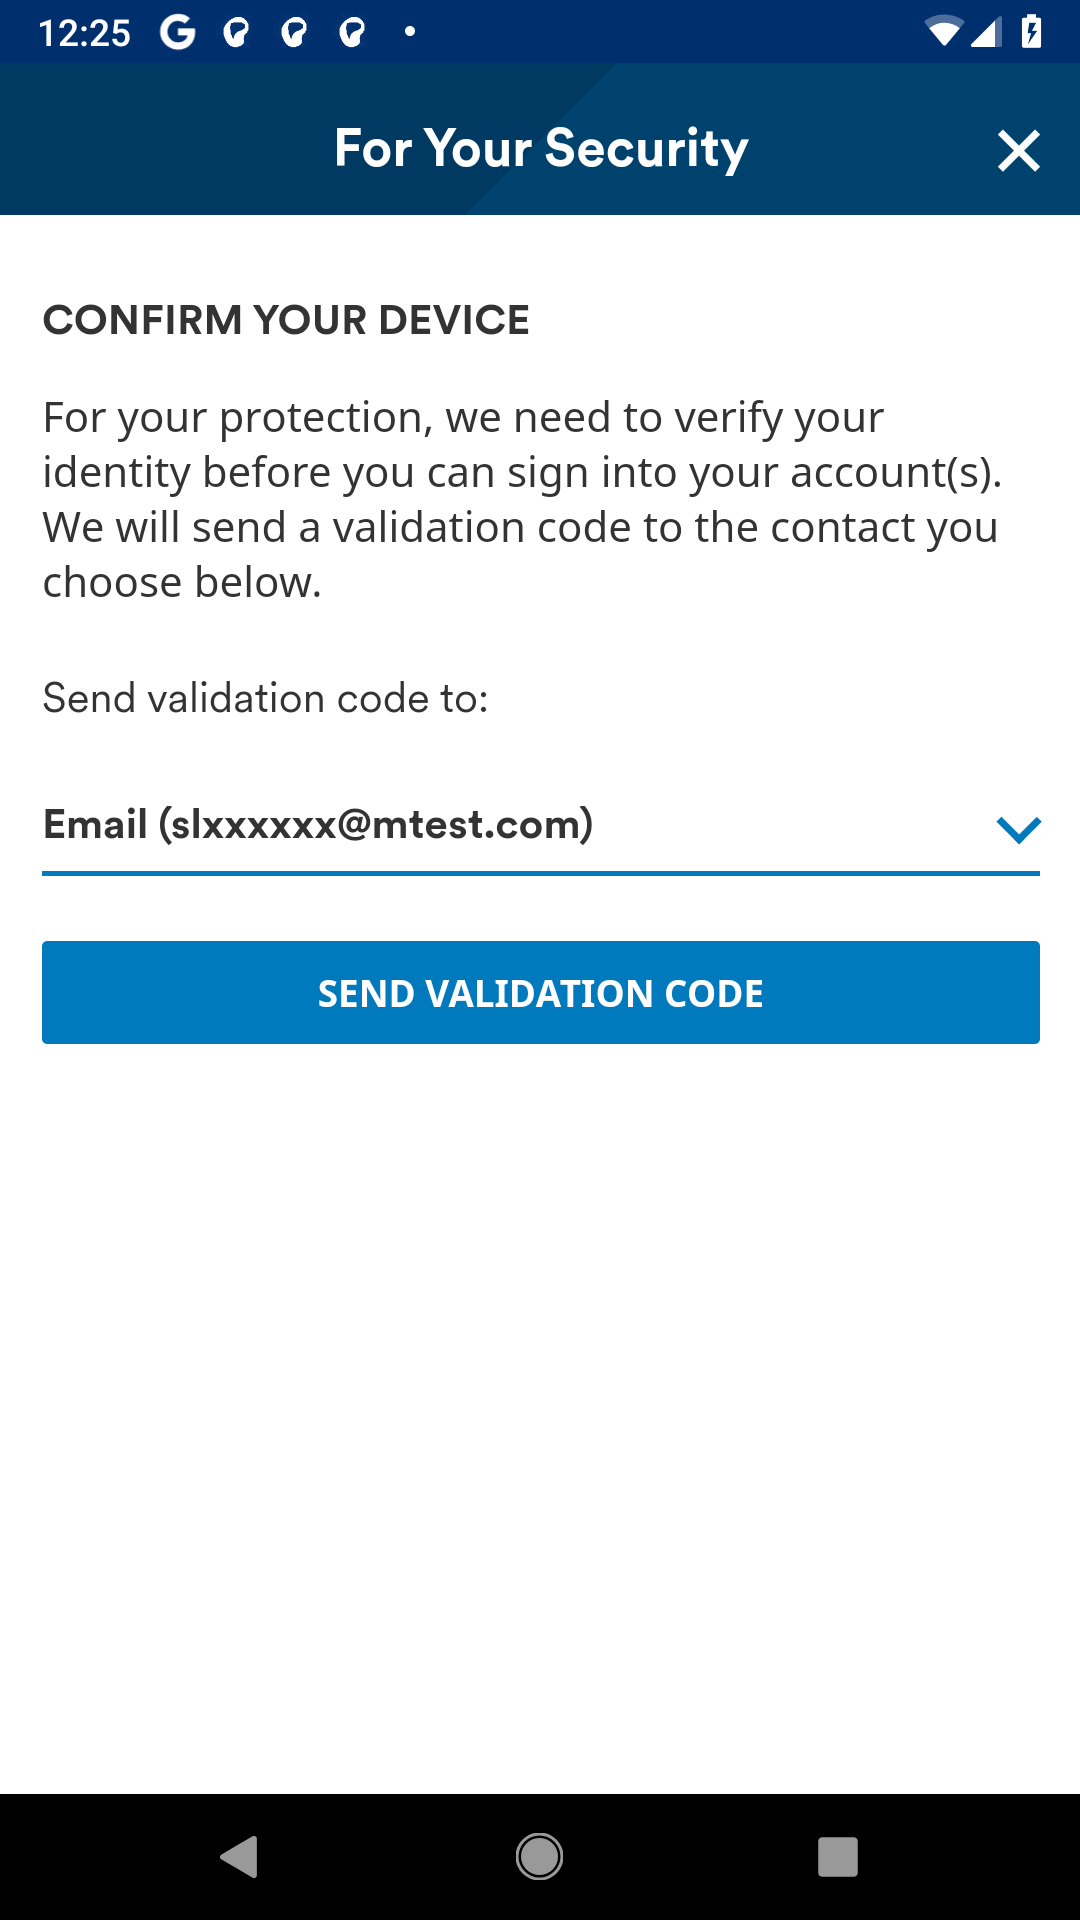 12:25
For Your Security
CONFIRM YOUR DEVICE
For your protection, we need to verify your
identity before you can sign into your account(s).
We will send a validation code to the contact you
choose below.
Send validation code to:
Email (slxxxxxx@mtest.com)
SEND VALIDATION CODE